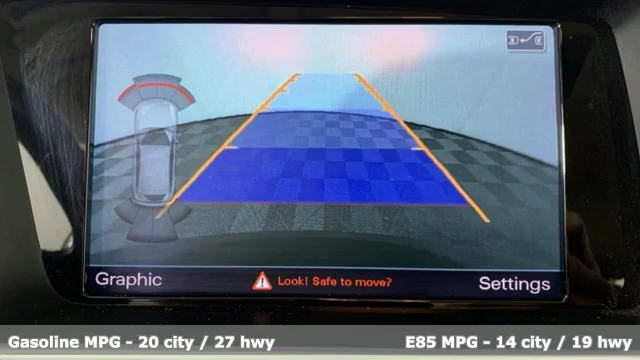 Graphic
Look! Safe to move?
Settings
Gasoline MPG - 20 city / 27 hwy
E85 MPG - 14 city / 19 hwy